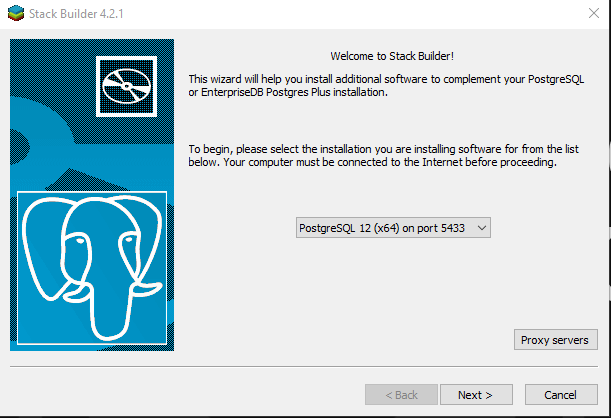 Stack Builder 4.2.1
Welcome to Stack Builder!
This wizard will help you install additional software to complement your PostgreSQL
or EnterpriseDB Postgres Plus installation.
To begin, please select the installation you are installing software for from the list
below. Your computer must be connected to the Internet before proceeding.
PostgreSQL 12 (x64) on port 5433
Proxy servers
< Back
Next >
Cancel